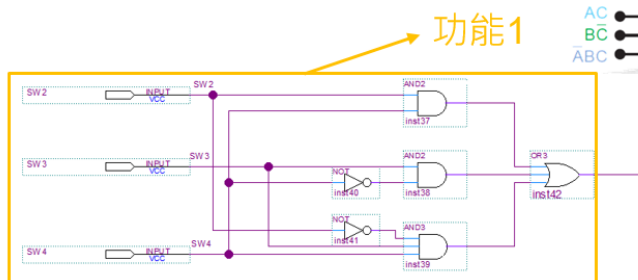 功能1
AC
BC̅
A̅BC
SW2
INPUT
VCC
SW2
AND2
inst37
SW3
INPUT
VCC
SW3
NOT
inst40
AND2
inst38
OR3
inst42
NOT
inst41
AND3
inst39
SW4
INPUT
VCC
SW4